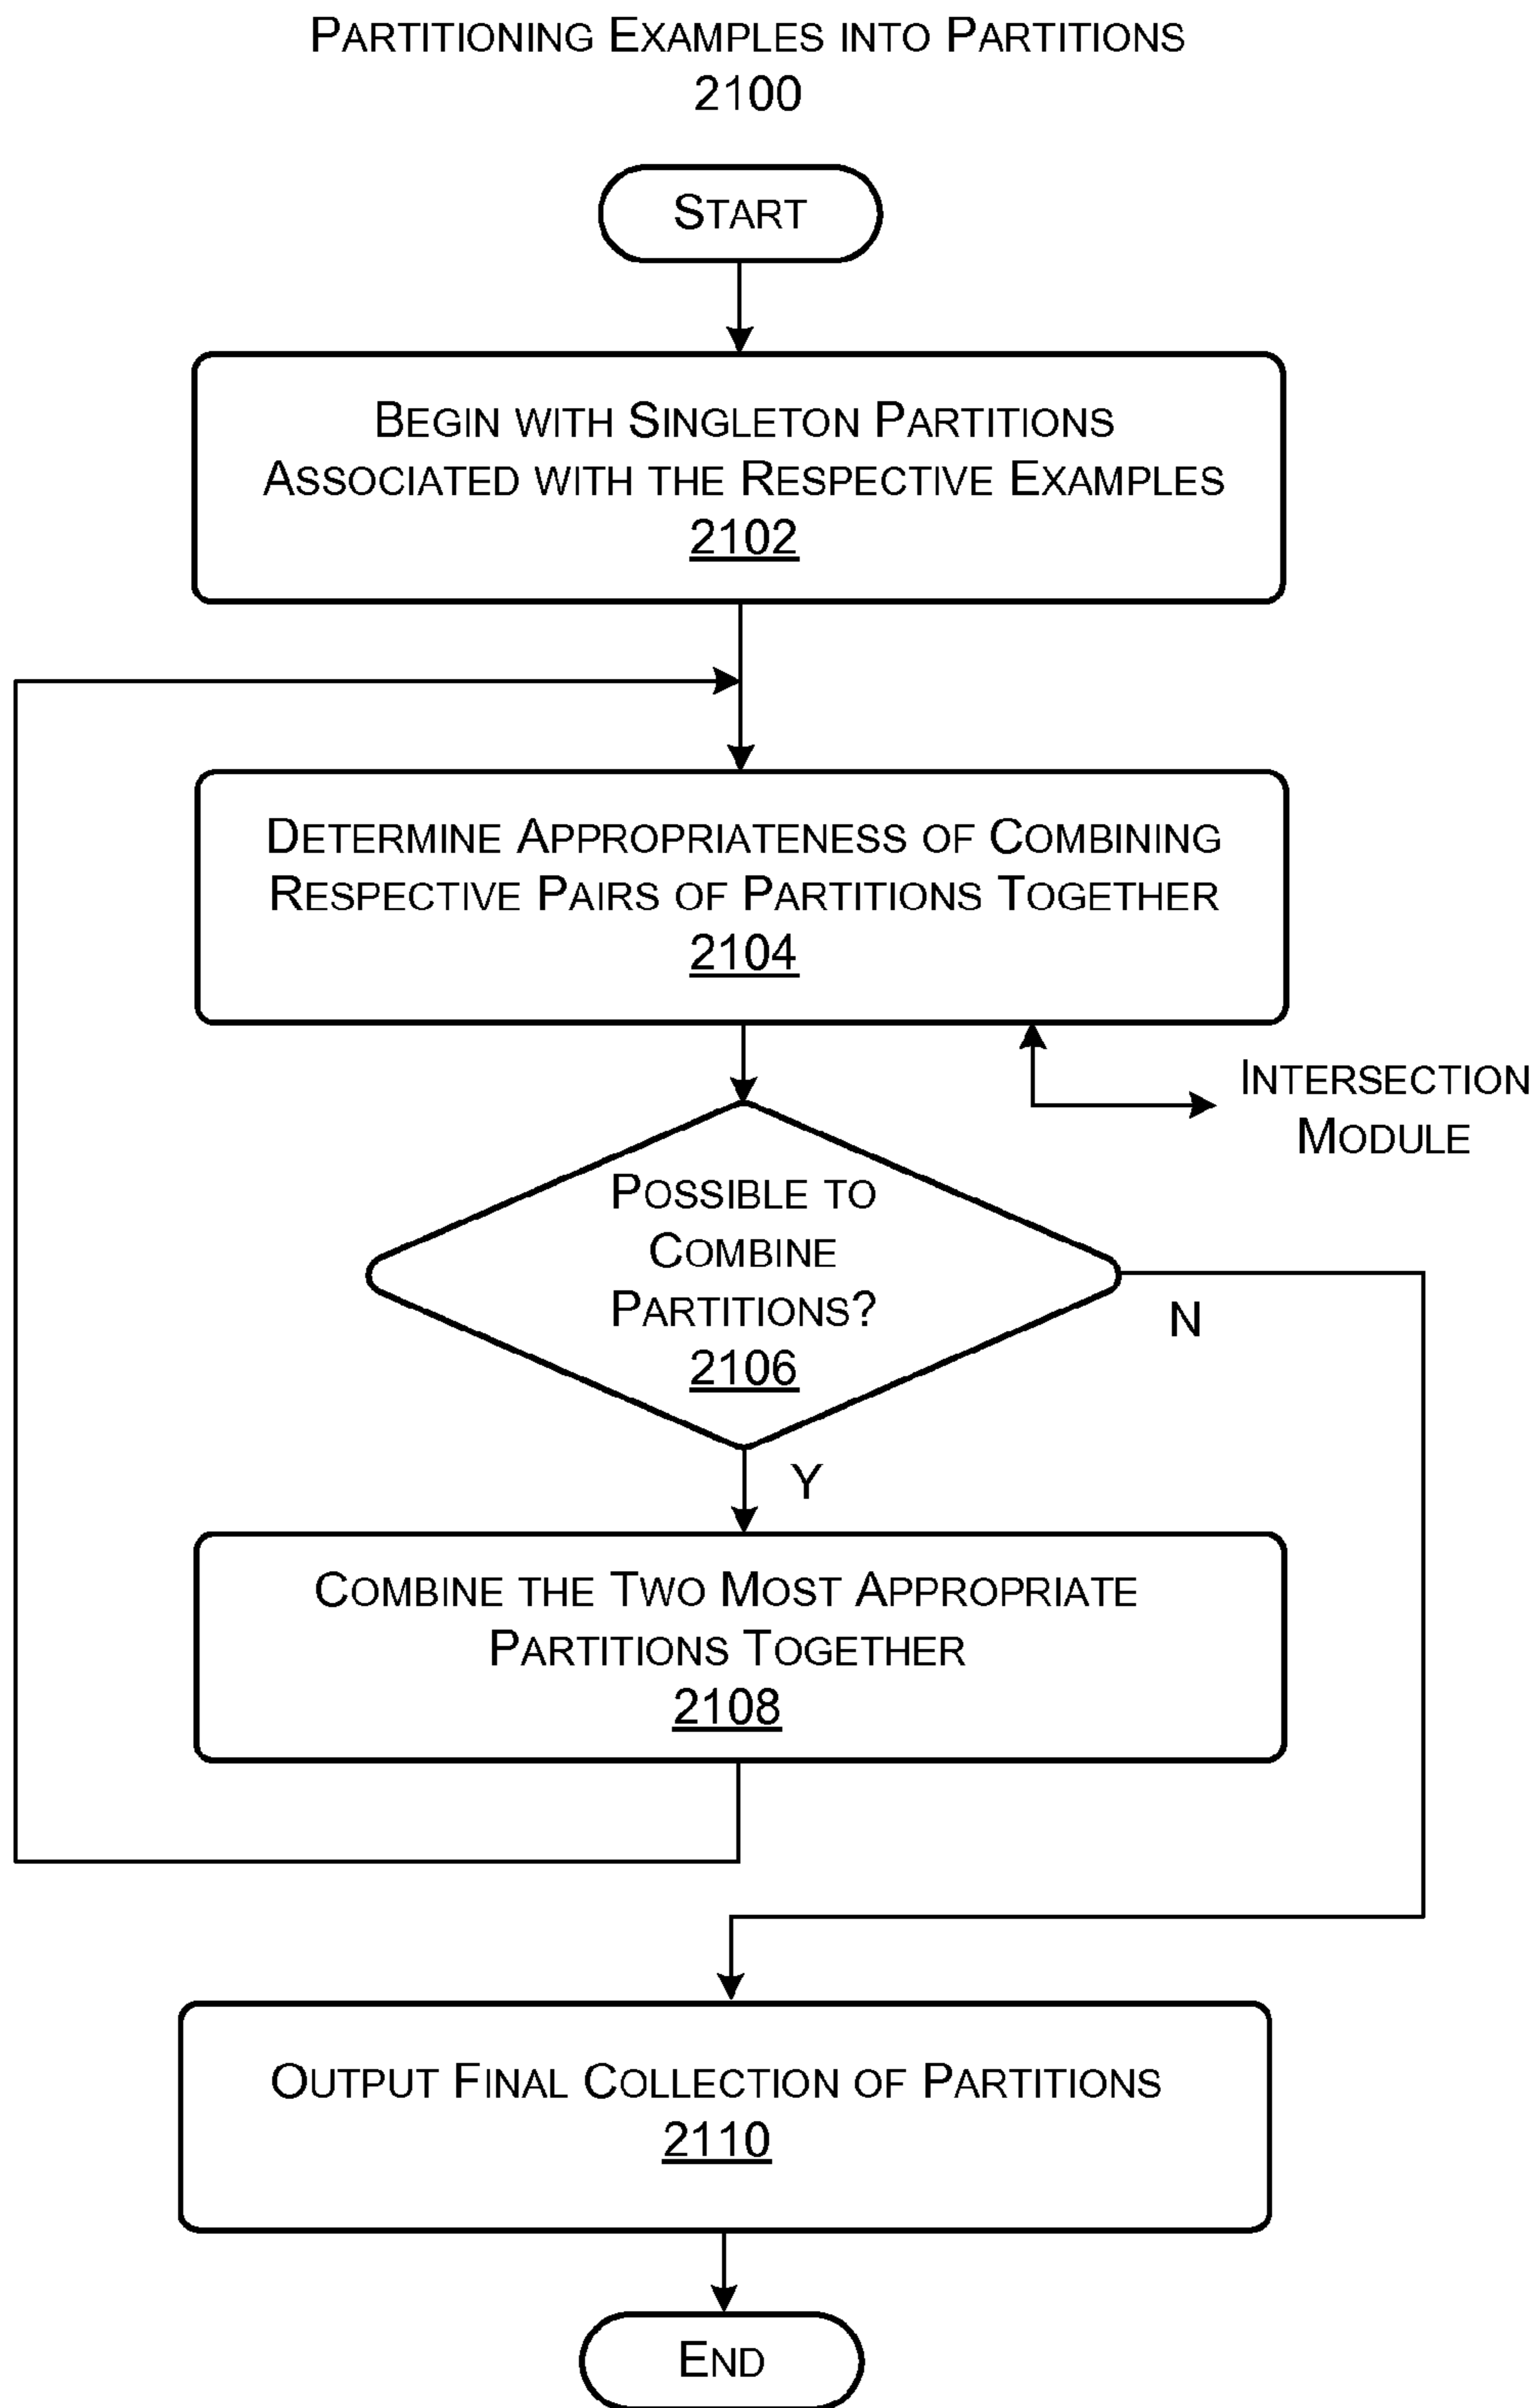 PARTITIONING EXAMPLES INTO PARTITIONS
2100
START
BEGIN WITH SINGLETON PARTITIONS
ASSOCIATED WITH THE RESPECTIVE EXAMPLES
2102
DETERMINE APPROPRIATENESS OF COMBINING
RESPECTIVE PAIRS OF PARTITIONS TOGETHER
2104
INTERSECTION
MODULE
POSSIBLE TO
COMBINE
PARTITIONS?
2106
N
Y
COMBINE THE TWO MOST APPROPRIATE
PARTITIONS TOGETHER
2108
OUTPUT FINAL COLLECTION OF PARTITIONS
2110
END